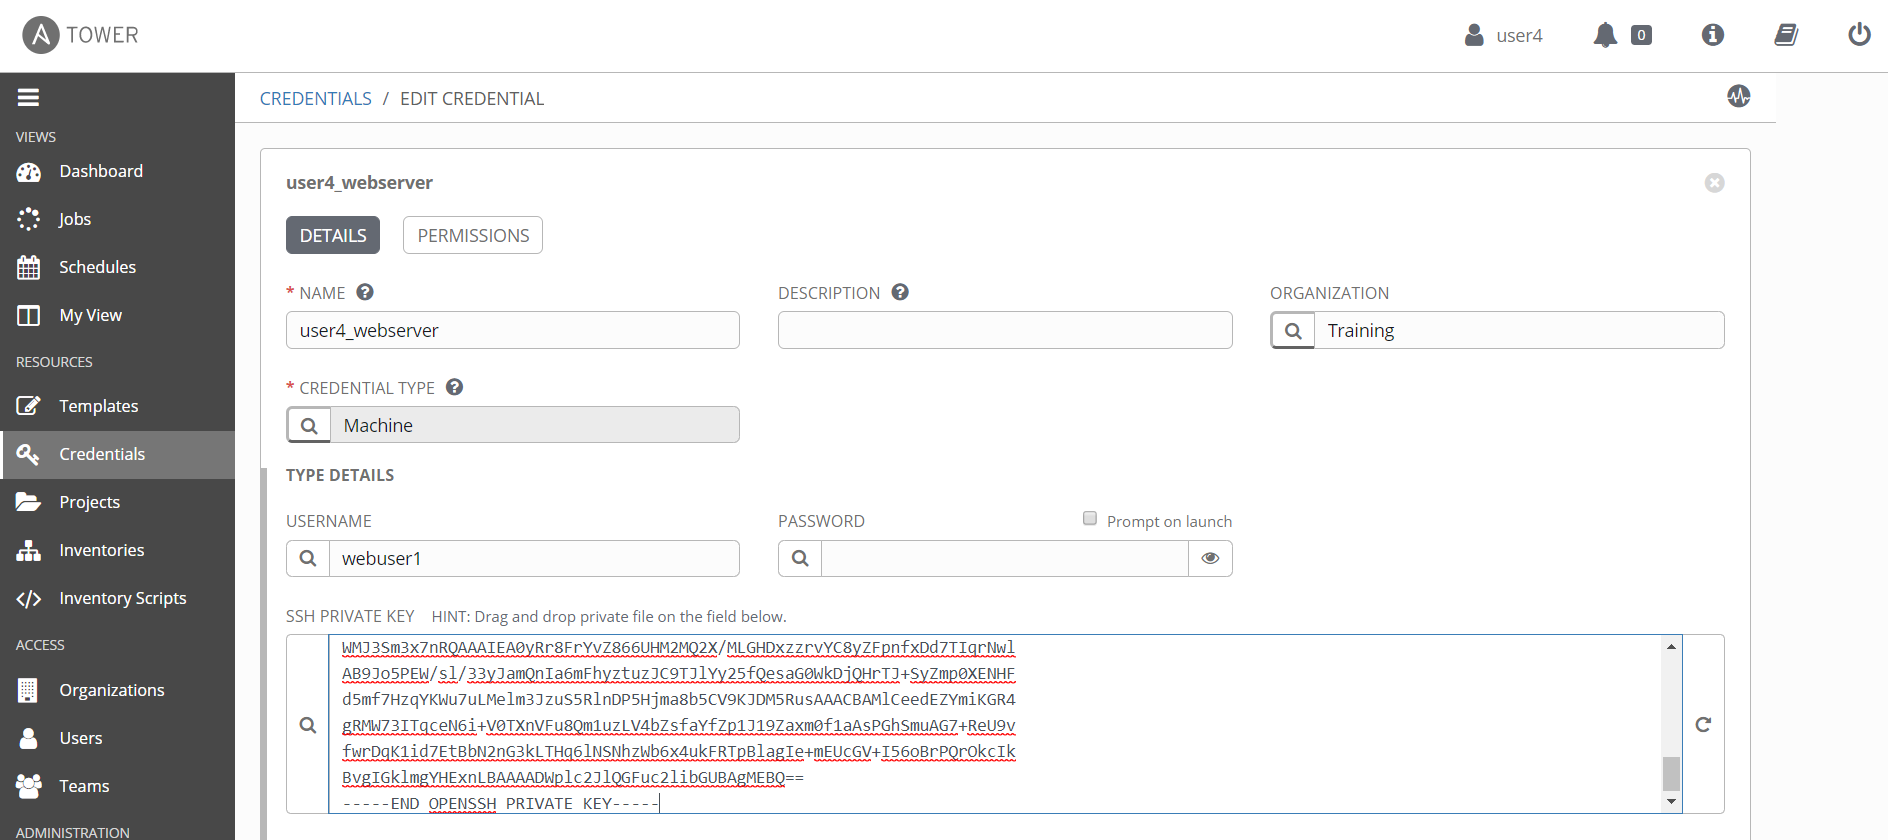 TOWER
user4
0
VIEWS
Dashboard
Jobs
Schedules
My View
RESOURCES
Templates
Credentials
Projects
Inventories
Inventory Scripts
ACCESS
Organizations
Users
Teams
ADMINISTRATION
CREDENTIALS / EDIT CREDENTIAL
user4_webserver
DETAILS PERMISSIONS
* NAME DESCRIPTION ORGANIZATION
user4_webserver Training
* CREDENTIAL TYPE
Machine
TYPE DETAILS
USERNAME PASSWORD Prompt on launch
webuser1
SSH PRIVATE KEY HINT: Drag and drop private file on the field below.
WMJ3Sm3x7nRQAAAIEA0yRr8FrYvZ866UHM2MQ2X/MLGHDxzzrvYC8yZFpnfxDd7TIqrNwl
AB9Jo5PEW/sl/33yJamQnIa6mFhyztuzJC9TJlYy25fQesaG0WkDjQHrTJ+SyZmp0XENHF
d5mf7HzqYKWu7uLMelm3JzuS5RlnDP5Hjma8b5CV9KJDM5RusAAACBAMlCeedEZYmiKGR4
gRMW73ITqceN6i+V0TXnVFu8Qm1uzLV4bZsfaYfZp1J19Zaxm0f1aAsPGhSmuAG7+ReU9v
fwrDqK1id7EtBbN2nG3kLTHq6lNSNhzWb6x4ukFRTpBlagIe+mEUcGV+I56oBrPQrOkcIk
BvgIGklmgYHExnLBAAAADWplc2JlQGFuc2libGUBAgMEBQ==
-----END OPENSSH PRIVATE KEY-----